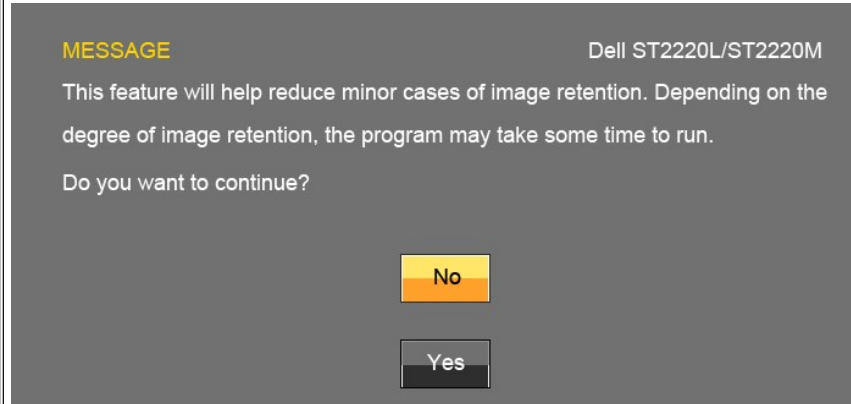 MESSAGE Dell ST2220L/ST2220M
This feature will help reduce minor cases of image retention. Depending on the
degree of image retention, the program may take some time to run.
Do you want to continue?
No
Yes